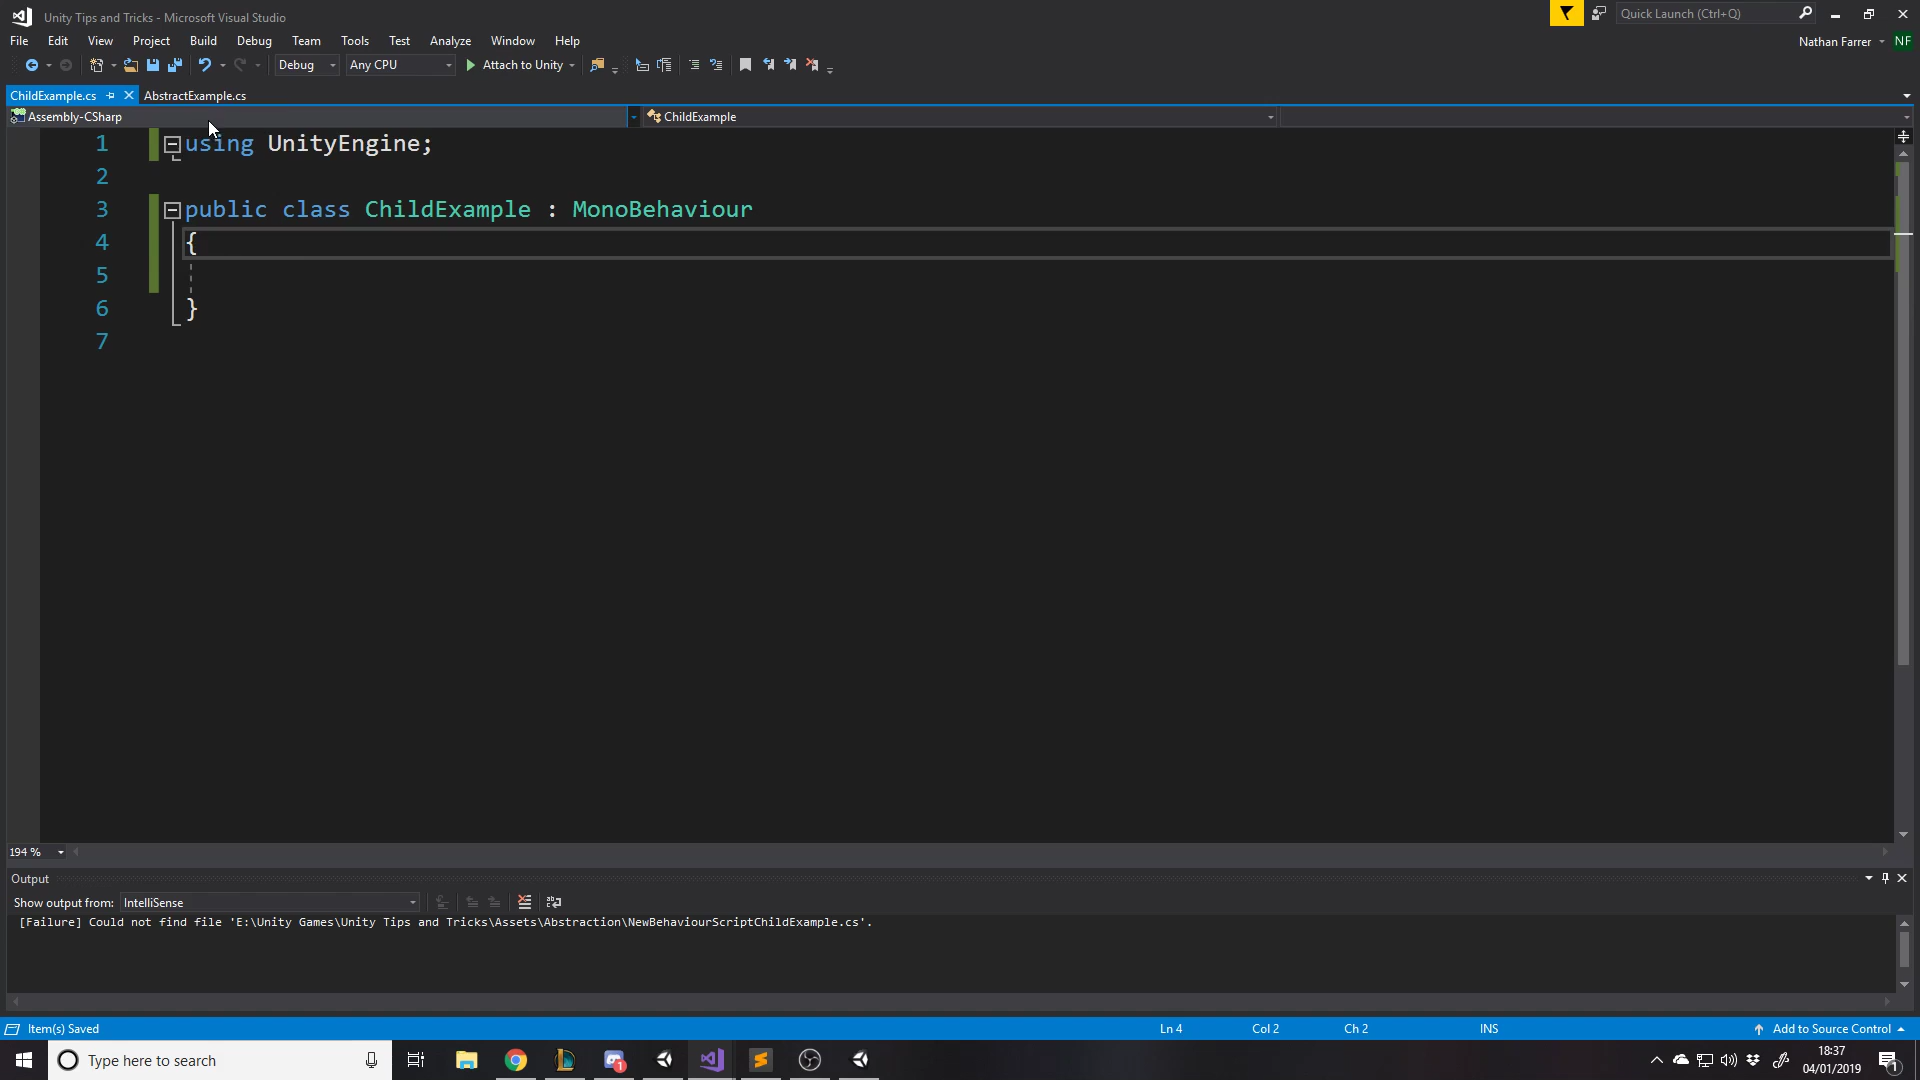 Unity Tips and Tricks - Microsoft Visual Studio
Quick Launch (Ctrl+Q)
File Edit View Project Build Debug Team Tools Test Analyze Window Help
Nathan Farrer NF
Debug Any CPU Attach to Unity
ChildExample.cs AbstractExample.cs
Assembly-CSharp ChildExample
1 using UnityEngine;
2
3 public class ChildExample : MonoBehaviour
4 {
5
6 }
7
194 %
Output
Show output from: IntelliSense
[Failure] Could not find file 'E:\Unity Games\Unity Tips and Tricks\Assets\Abstraction\NewBehaviourScriptChildExample.cs'.
Item(s) Saved Ln 4 Col 2 Ch 2 INS Add to Source Control
Type here to search
18:37
04/01/2019